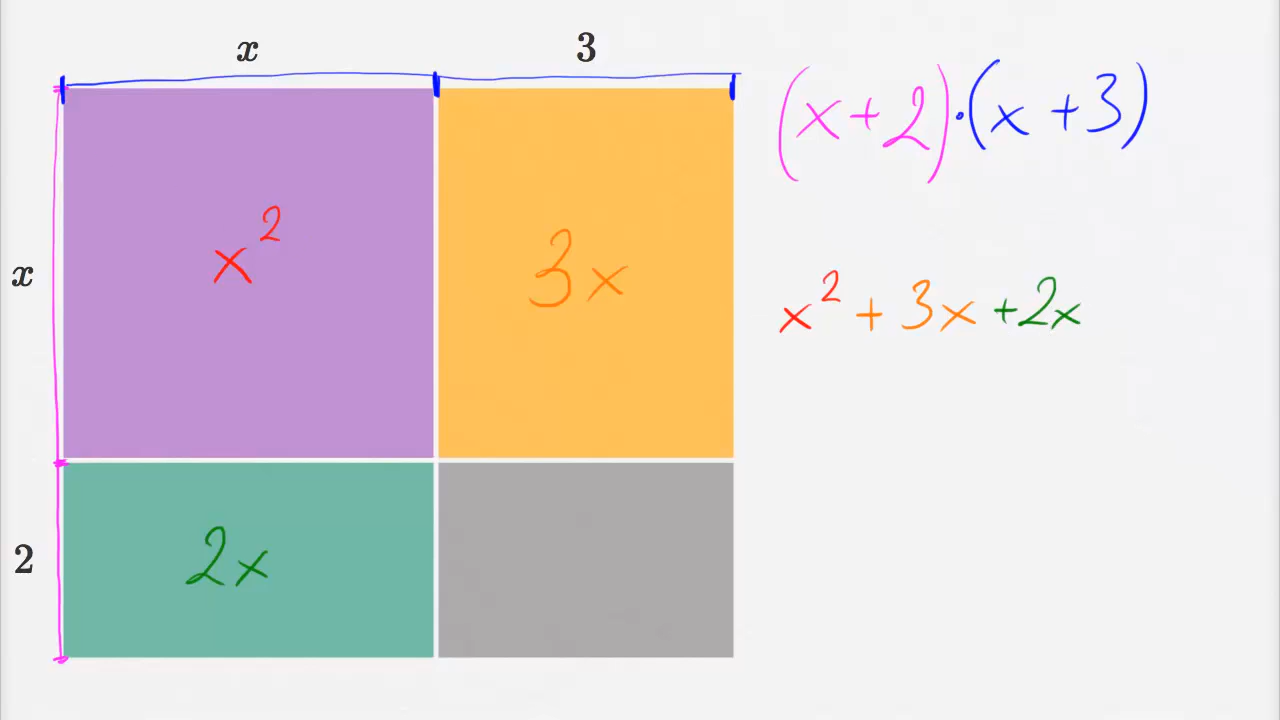 x 3
(x+2)·(x+3)
x
x²
3x
x² + 3x +2x
2
2x